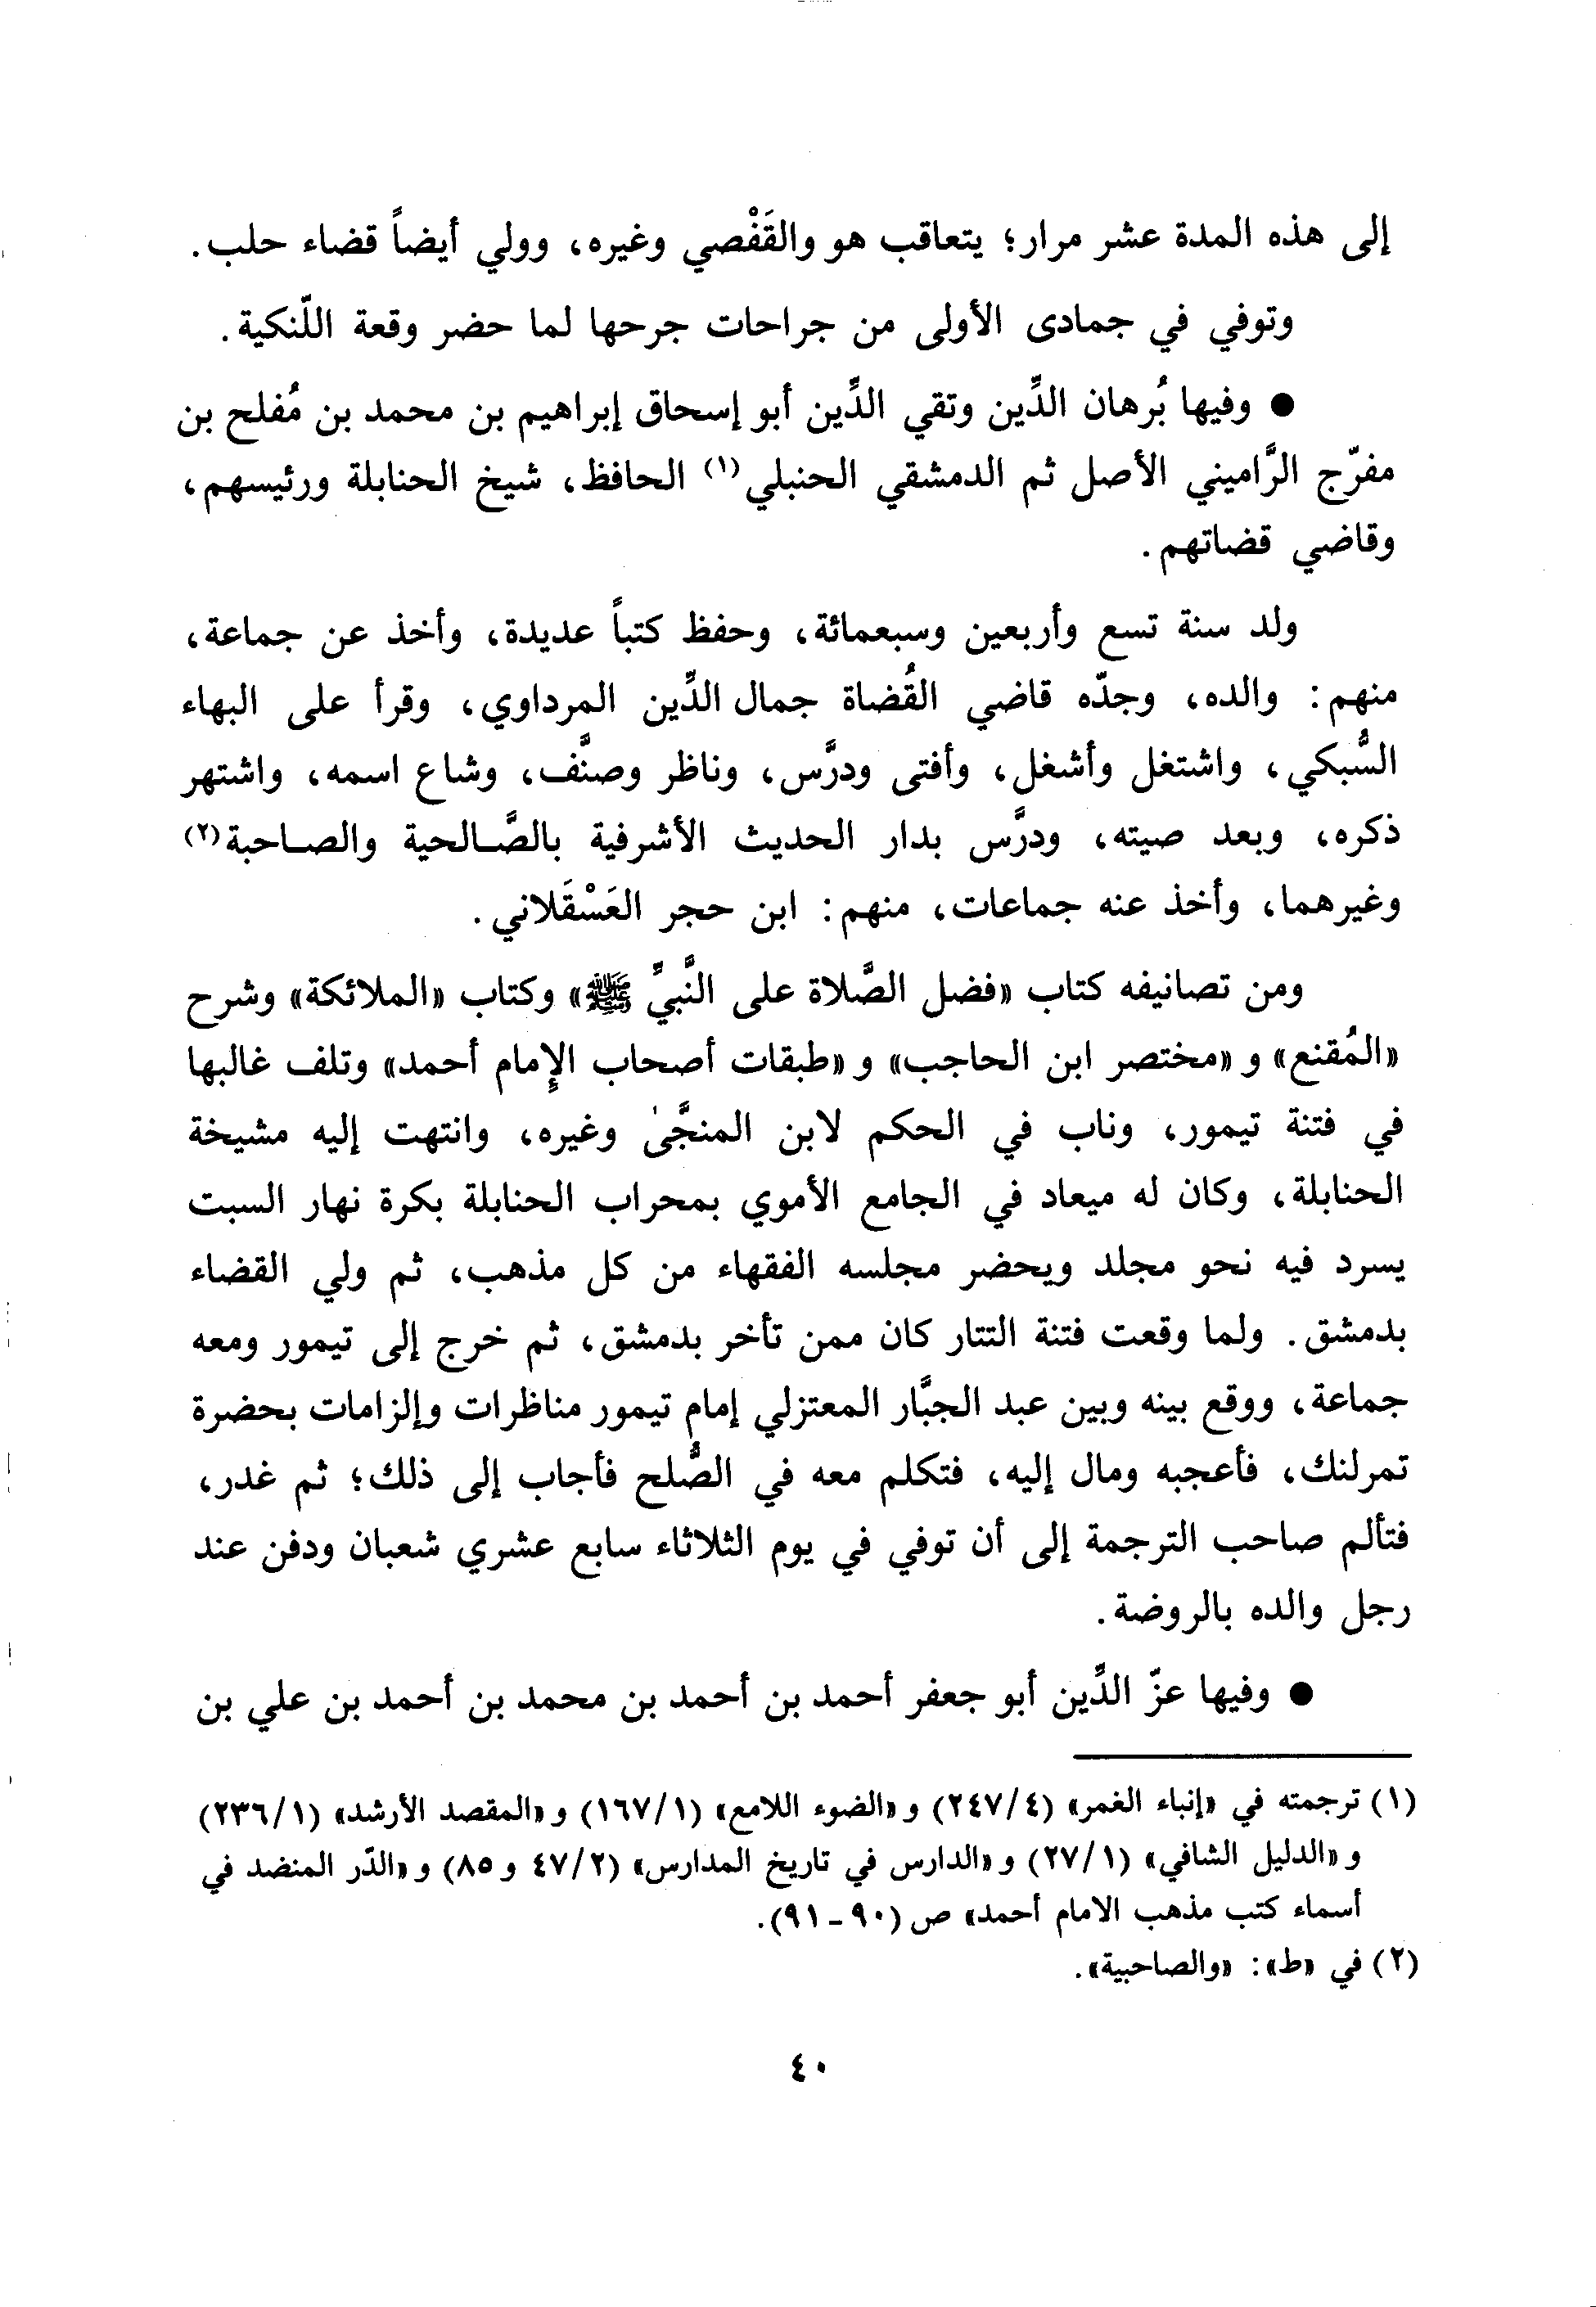 إلى هذه المدة عشر مرار؛ يتعاقب هو والقَفْصي وغيره، وولي أيضاً قضاء حلب.
وتوفي في جمادى الأولى من جراحات جرحها لما حضر وقعة اللّنكية.
● وفيها بُرهان الدِّين وتقي الدِّين أبو إسحاق إبراهيم بن محمد بن مُفلح بن
مفرّج الرَّاميني الأصل ثم الدمشقي الحنبلي (١) الحافظ، شيخ الحنابلة ورئيسهم،
وقاضي قضاتهم.
ولد سنة تسع وأربعين وسبعمائة، وحفظ كتباً عديدة، وأخذ عن جماعة،
منهم: والده، وجدّه قاضي القُضاة جمال الدِّين المرداوي، وقرأ على البهاء
السُّبكي، واشتغل وأشغل، وأفتى ودرَّس، وناظر وصنَّف، وشاع اسمه، واشتهر
ذكره، وبعد صيته، ودرَّس بدار الحديث الأشرفية بالصَّـالحية والصـاحبة (٢)
وغيرهما، وأخذ عنه جماعات، منهم: ابن حجر العَسْقَلاني.
ومن تصانيفه كتاب «فضل الصَّلاة على النَّبيِّ ﷺ» وكتاب «الملائكة» وشرح
«المُقنع» و «مختصر ابن الحاجب» و «طبقات أصحاب الإمام أحمد» وتلف غالبها
في فتنة تيمور، وناب في الحكم لابن المنجَّىٰ وغيره، وانتهت إليه مشيخة
الحنابلة، وكان له ميعاد في الجامع الأموي بمحراب الحنابلة بكرة نهار السبت
يسرد فيه نحو مجلد ويحضر مجلسه الفقهاء من كل مذهب، ثم ولي القضاء
بدمشق. ولما وقعت فتنة التتار كان ممن تأخر بدمشق، ثم خرج إلى تيمور ومعه
جماعة، ووقع بينه وبين عبد الجبَّار المعتزلي إمام تيمور مناظرات وإلزامات بحضرة
تمرلنك، فأعجبه ومال إليه، فتكلم معه في الصُّلح فأجاب إلى ذلك؛ ثم غدر،
فتألم صاحب الترجمة إلى أن توفي في يوم الثلاثاء سابع عشري شعبان ودفن عند
رجل والده بالروضة.
● وفيها عزّ الدِّين أبو جعفر أحمد بن أحمد بن محمد بن أحمد بن علي بن
(١) ترجمته في «إنباء الغمر» (٤/٢٤٧) و «الضوء اللامع» (١/١٦٧) و «المقصد الأرشد» (١/٢٣٦)
و «الدليل الشافي» (١/٢٧) و «الدارس في تاريخ المدارس» (٢/٤٧ و ٨٥) و «الدّر المنضد في
أسماء كتب مذهب الامام أحمد» ص (٩٠ - ٩١).
(٢) في «ط»: «والصاحبية».
٤٠